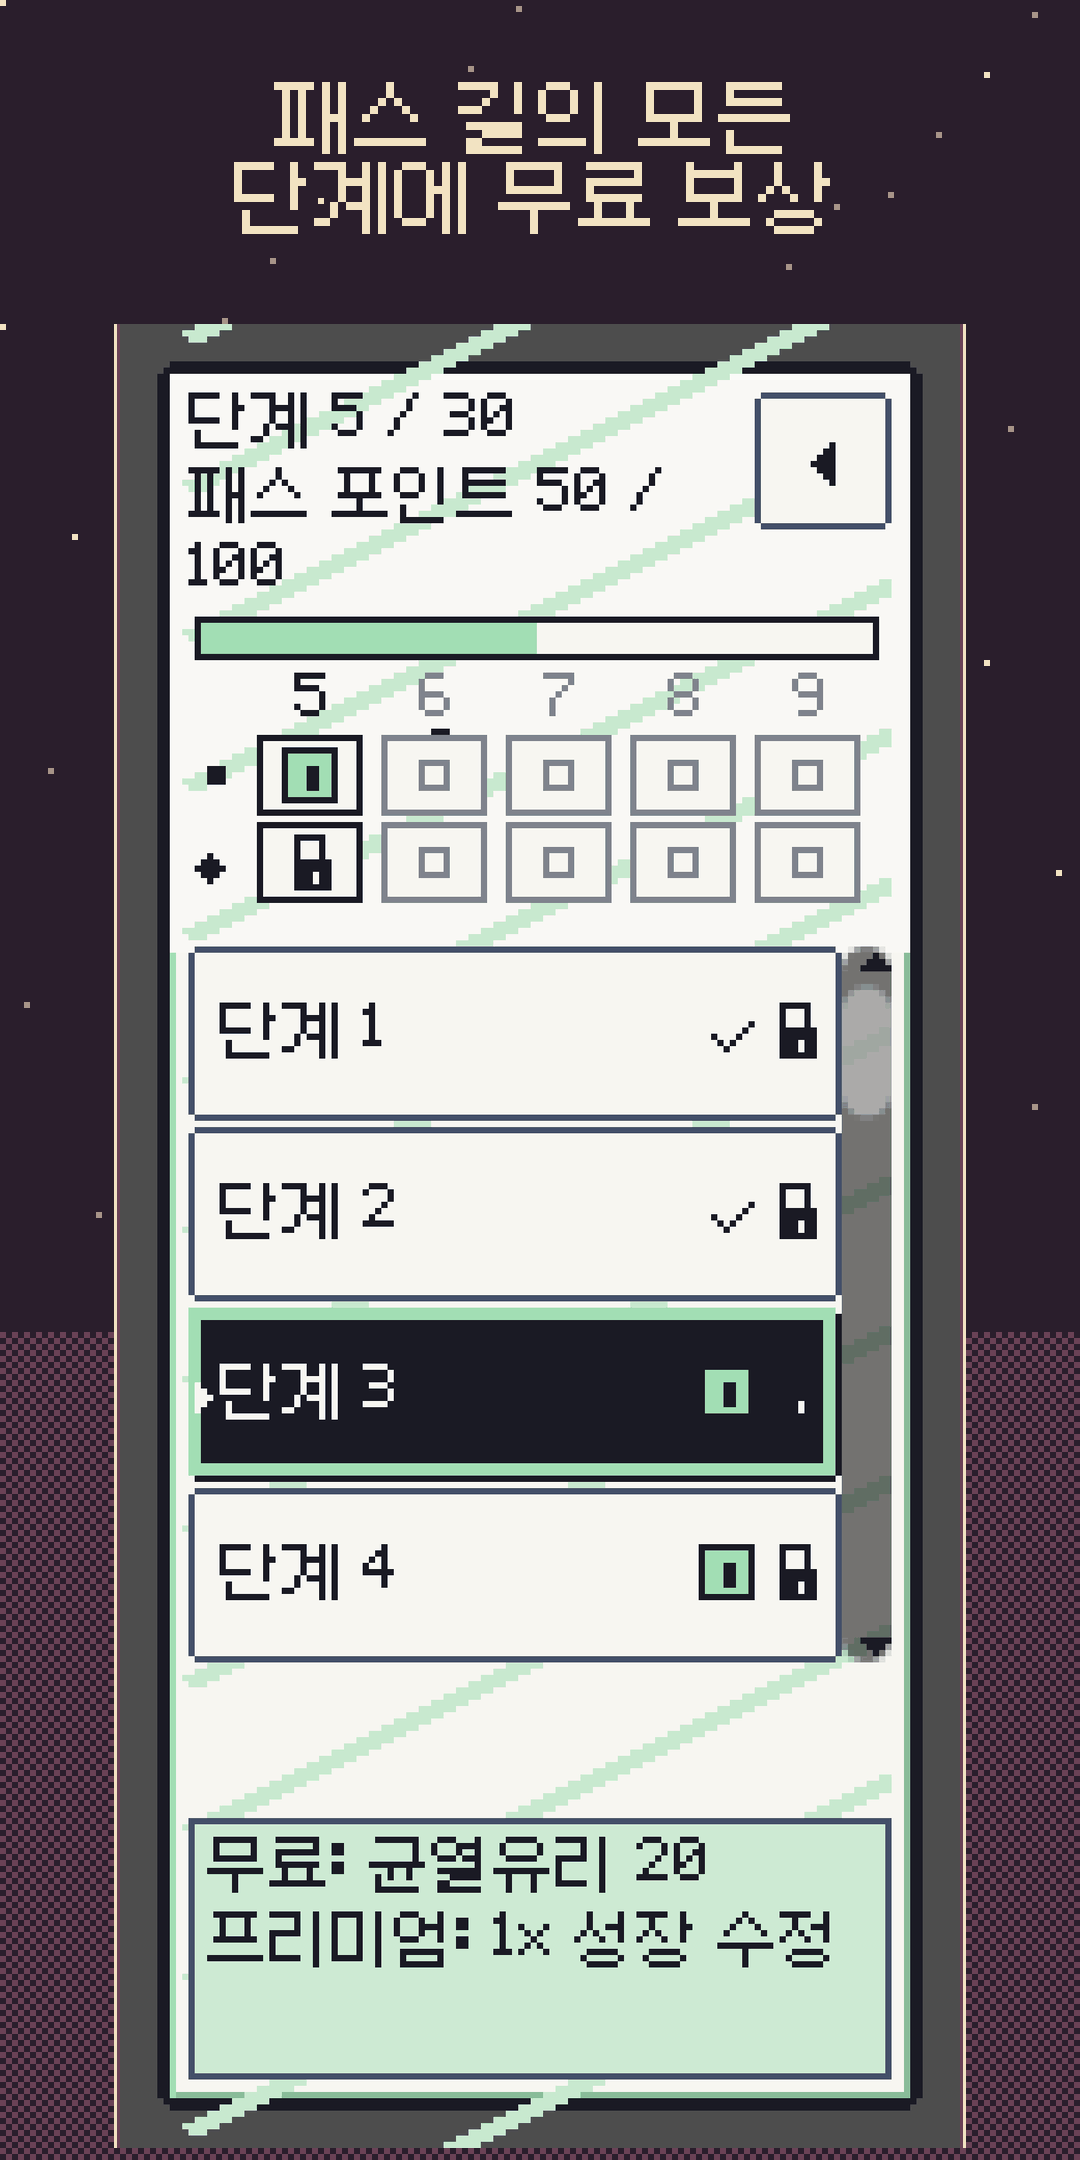 패스 길의 모든
단계에 무료 보상
단계 5 / 30
패스 포인트 50 /
100
5 6 7 8 9
단계 1
단계 2
단계 3
단계 4
무료: 균열유리 20
프리미엄: 1x 성장 수정